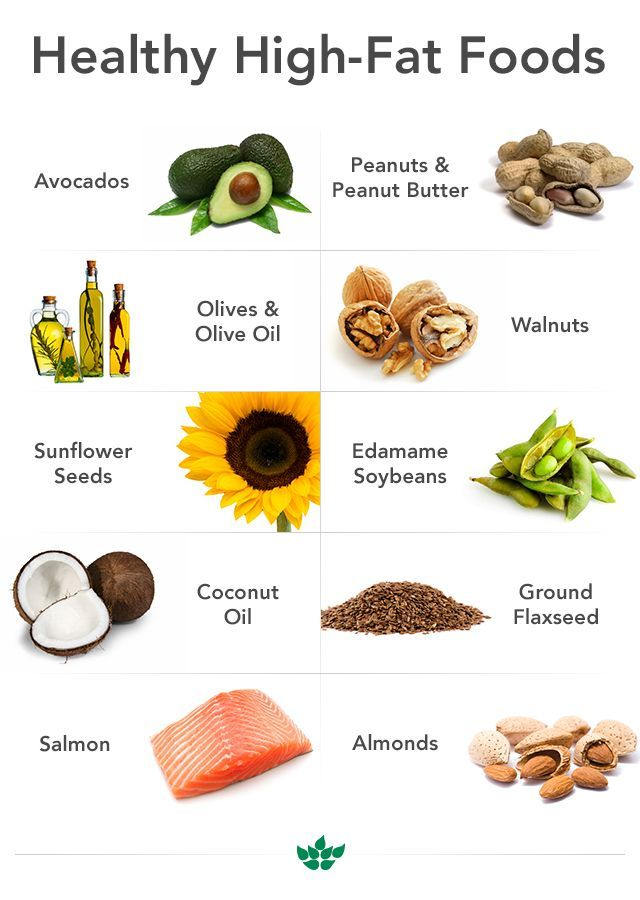 Healthy High-Fat Foods
Avocados
Peanuts &
Peanut Butter
Olives &
Olive Oil
Walnuts
Sunflower
Seeds
Edamame
Soybeans
Coconut
Oil
Ground
Flaxseed
Salmon
Almonds